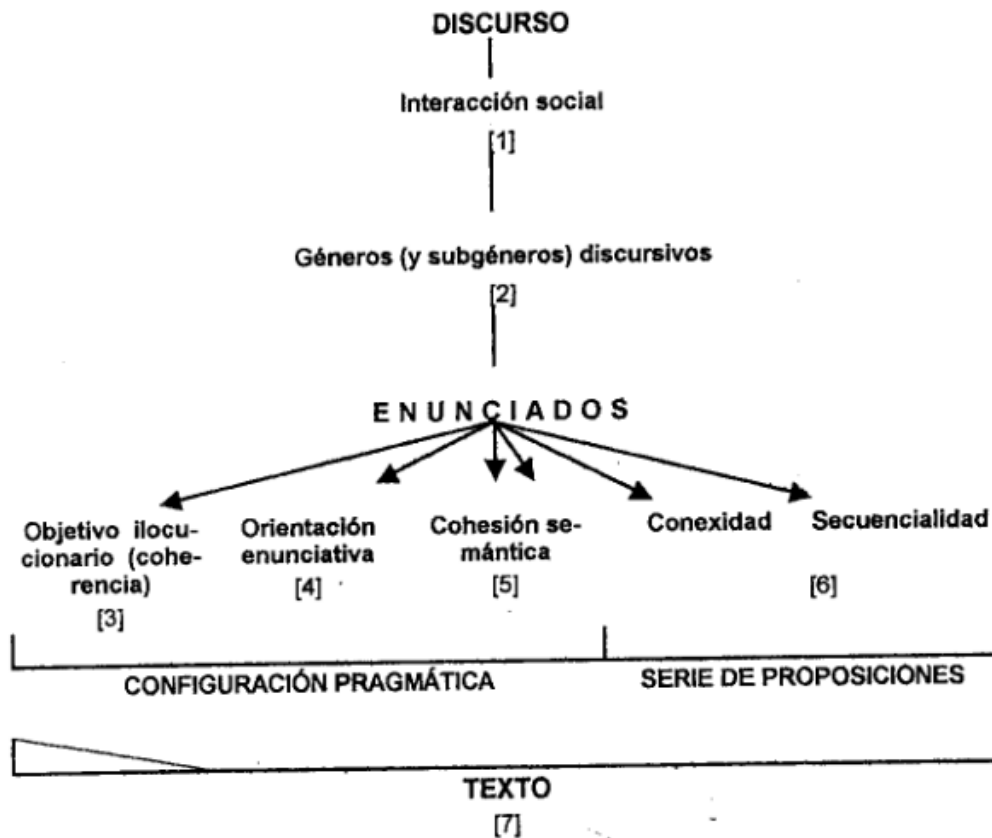 DISCURSO
Interacción social
[1]
Géneros (y subgéneros) discursivos
[2]
E N U N C I A D O S
Objetivo ilocu-
cionario (cohe-
rencia)
[3]
Orientación
enunciativa
[4]
Cohesión se-
mántica
[5]
Conexidad
Secuencialidad
[6]
CONFIGURACIÓN PRAGMÁTICA
SERIE DE PROPOSICIONES
TEXTO
[7]